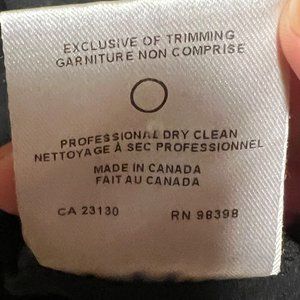 EXCLUSIVE OF TRIMMING
GARNITURE NON COMPRISE
PROFESSIONAL DRY CLEAN
NETTOYAGE À SEC PROFESSIONNEL
MADE IN CANADA
FAIT AU CANADA
CA 23130 RN 98398